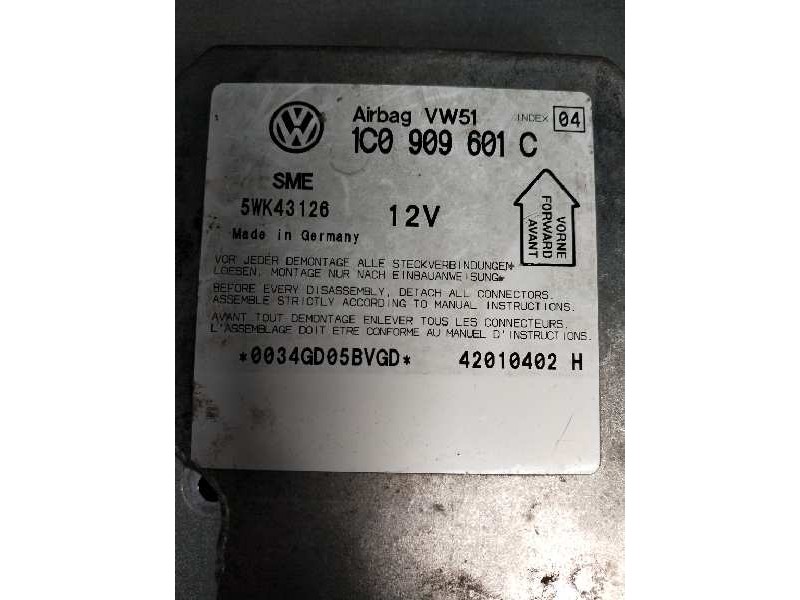 Airbag VW51 INDEX 04
1C0 909 601 C
SME
5WK43126 12V
Made in Germany
VORNE
FORWARD
AVANT
VOR JEDER DEMONTAGE ALLE STECKVERBINDUNGEN
LOESEN. MONTAGE NUR NACH EINBAUANWEISUNG.
BEFORE EVERY DISASSEMBLY, DETACH ALL CONNECTORS.
ASSEMBLE STRICTLY ACCORDING TO MANUAL INSTRUCTIONS.
AVANT TOUT DEMONTAGE ENLEVER TOUS LES CONNECTEURS.
L'ASSEMBLAGE DOIT ETRE CONFORME AU MANUEL D'INSTRUCTIONS.
*0034GD05BVGD* 42010402 H